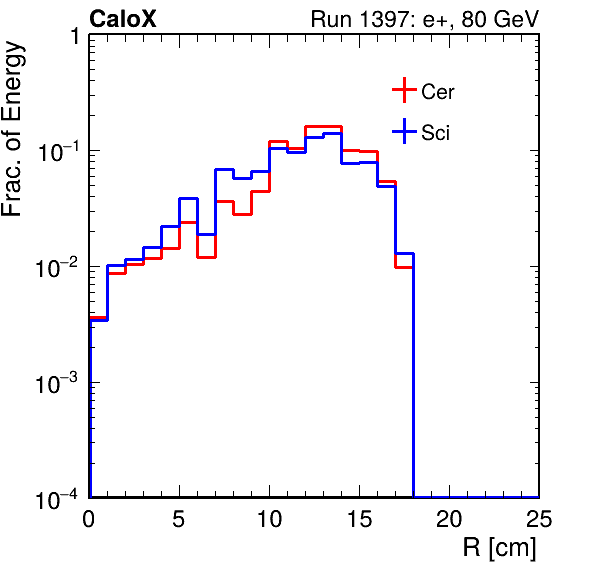 CaloX Run 1397: e+, 80 GeV
Frac. of Energy
1
10⁻¹
10⁻²
10⁻³
10⁻⁴
Cer
Sci
0 5 10 15 20 25
R [cm]